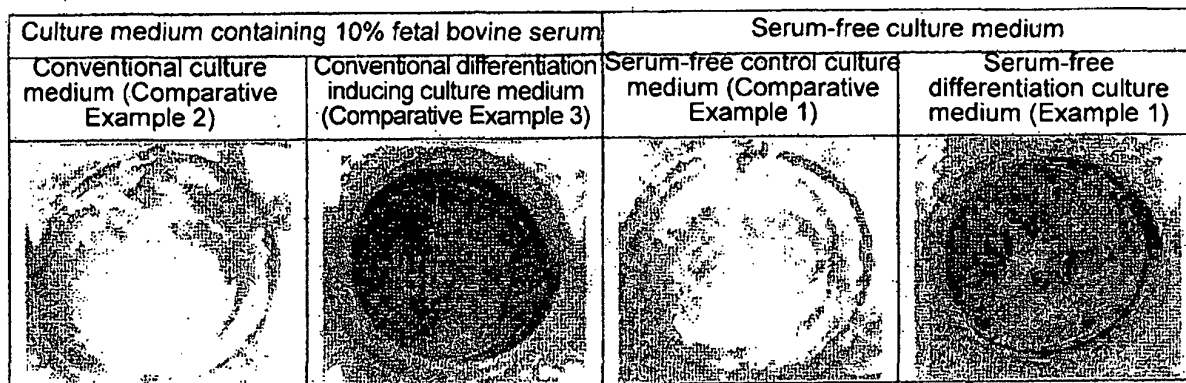 Culture medium containing 10% fetal bovine serum
Serum-free culture medium
Conventional culture
medium (Comparative
Example 2)
Conventional differentiation
inducing culture medium
(Comparative Example 3)
Serum-free control culture
medium (Comparative
Example 1)
Serum-free
differentiation culture
medium (Example 1)